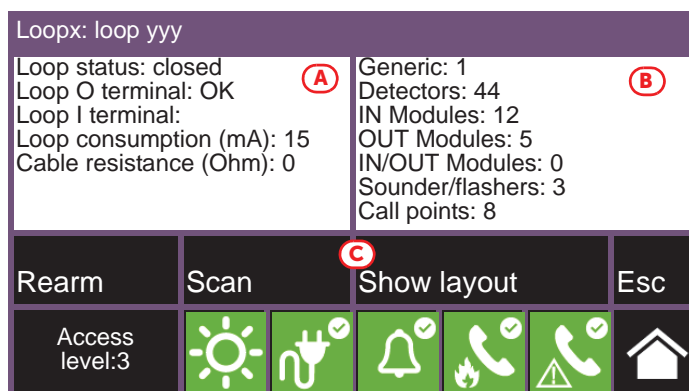 Loopx: loop yyy
Loop status: closed
Loop O terminal: OK
Loop I terminal:
Loop consumption (mA): 15
Cable resistance (Ohm): 0
A
Generic: 1
Detectors: 44
IN Modules: 12
OUT Modules: 5
IN/OUT Modules: 0
Sounder/flashers: 3
Call points: 8
B
C
Rearm
Scan
Show layout
Esc
Access
level:3